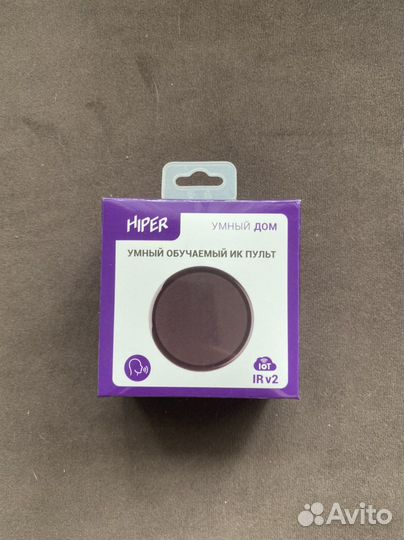 HIPER
УМНЫЙ ДОМ
УМНЫЙ ОБУЧАЕМЫЙ ИК ПУЛЬТ
IoT
IR v2
Avito